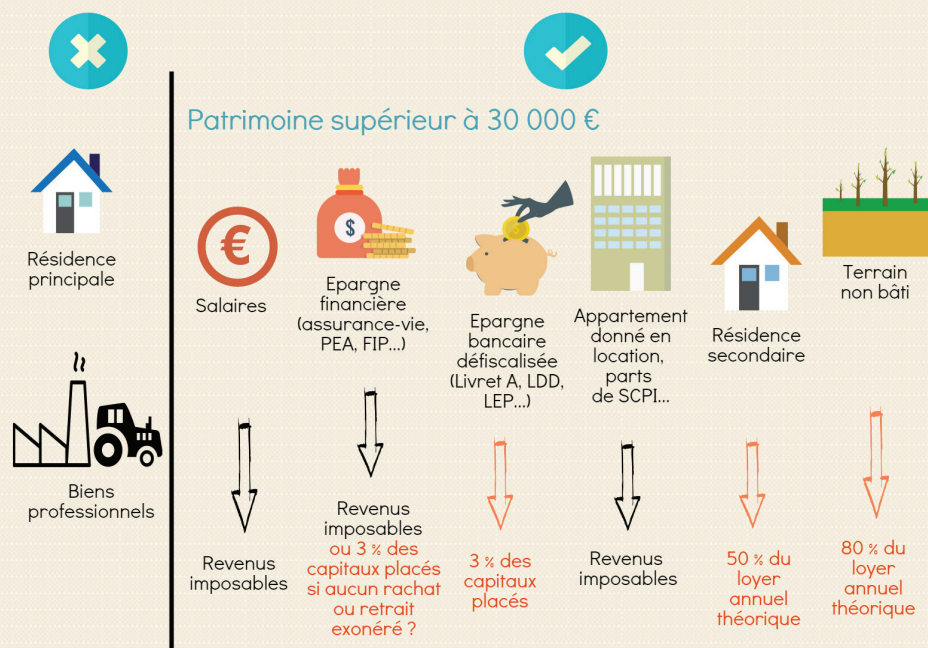 Patrimoine supérieur à 30 000 €
Résidence
principale
Biens
professionnels
€
Salaires
Revenus
imposables
$
Epargne
financière
(assurance-vie,
PEA, FIP...)
Revenus
imposables
ou 3 % des
capitaux placés
si aucun rachat
ou retrait
exonéré ?
$
Epargne
bancaire
défiscalisée
(Livret A, LDD,
LEP...)
3 % des
capitaux
placés
Appartement
donné en
location,
parts
de SCPI...
Revenus
imposables
Résidence
secondaire
50 % du
loyer
annuel
théorique
Terrain
non bâti
80 % du
loyer
annuel
théorique